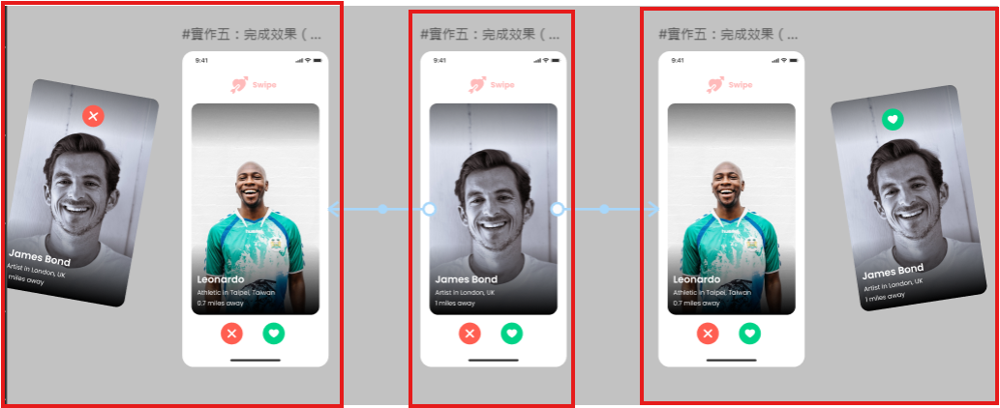 #實作五：完成效果（...
9:41
Swipe
James Bond
Artist in London, UK
miles away
Leonardo
Athletic in Taipei, Taiwan
0.7 miles away
#實作五：完成效果（...
9:41
Swipe
James Bond
Artist in London, UK
1 miles away
#實作五：完成效果（...
9:41
Swipe
Leonardo
Athletic in Taipei, Taiwan
0.7 miles away
James Bond
Artist in London, UK
1 miles away